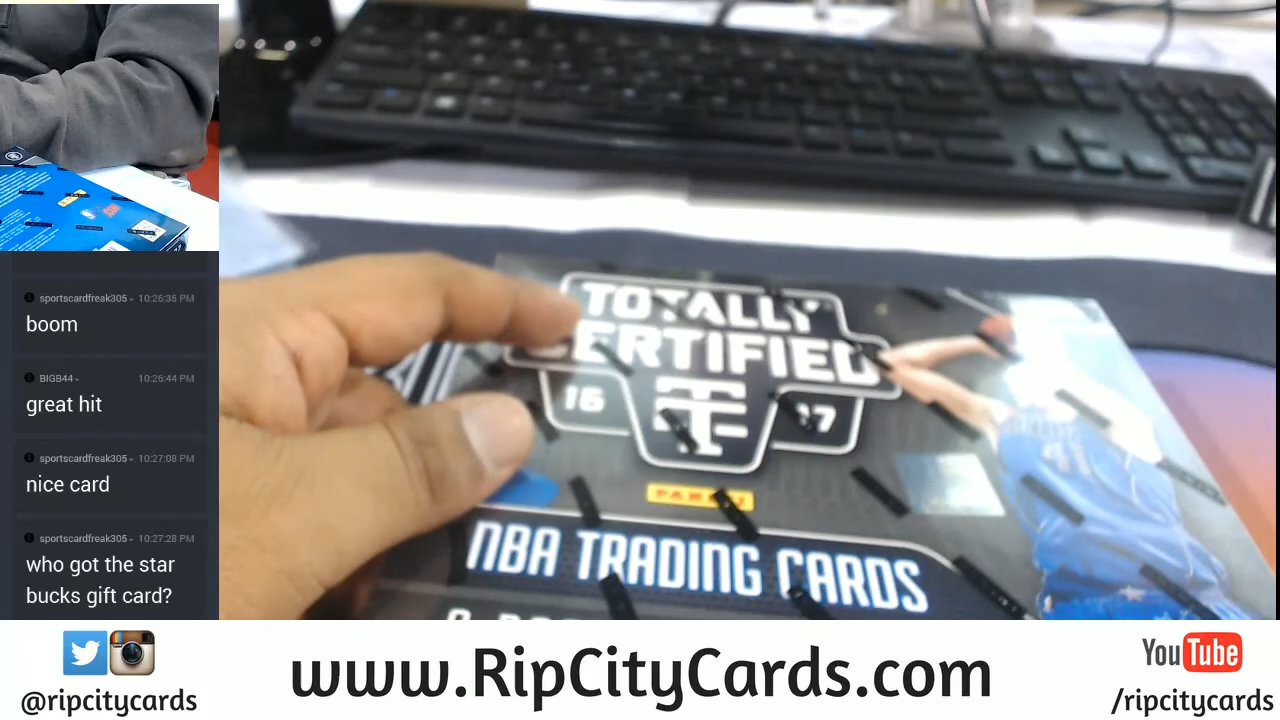 sportscardfreak305 10:26:35 PM
boom
BIGB44 10:26:44 PM
great hit
sportscardfreak305 10:27:08 PM
nice card
sportscardfreak305 10:27:28 PM
who got the star
bucks gift card?
TOTALLY
CERTIFIED
16 17
PANINI
NBA TRADING CARDS
@ripcitycards
www.RipCityCards.com
YouTube
/ripcitycards